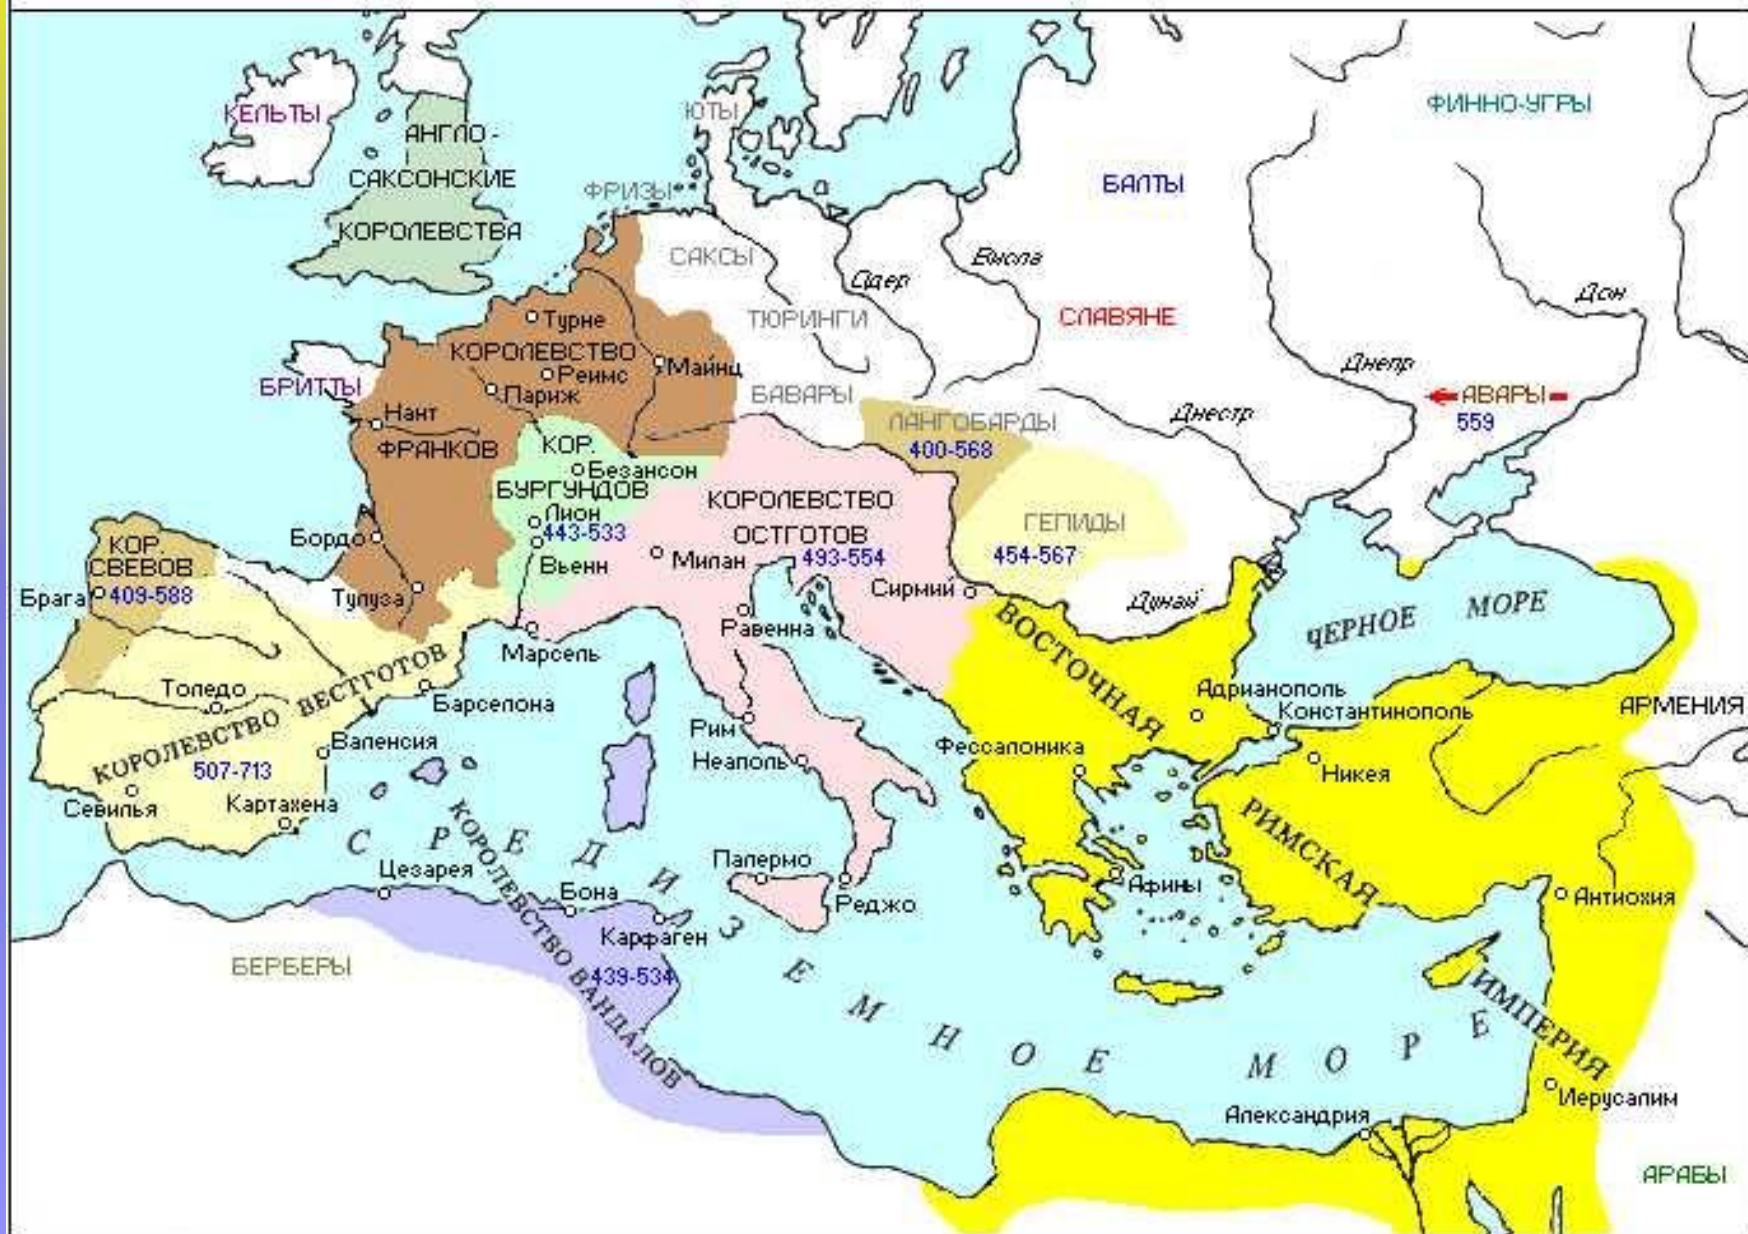 КЕЛЬТЫ
АНГЛО-
САКСОНСКИЕ
КОРОЛЕВСТВА
ЮТЫ
ФРИЗЫ
САКСЫ
ТЮРИНГИ
БАВАРЫ
БАЛТЫ
ФИННО-УГРЫ
СЛАВЯНЕ
Одер
Висла
Дон
Днепр
Днестр
АВАРЫ
559
БРИТТЫ
Турне
КОРОЛЕВСТВО
Реимс
Майнц
Париж
Нант
ФРАНКОВ
КОР.
Безансон
БУРГУНДОВ
Лион
443-533
Вьенн
Бордо
Тулуза
ЛАНГОБАРДЫ
400-568
ГЕПИДЫ
454-567
КОРОЛЕВСТВО
ОСТГОТОВ
493-554
Милан
Сирмий
Равенна
Марсель
Рим
Неаполь
Палермо
Реджо
КОР.
СВЕВОВ
Брага
409-588
Толедо
КОРОЛЕВСТВО ВЕСТГОТОВ
507-713
Барселона
Валенсия
Севилья
Картахена
Дунай
ЧЕРНОЕ МОРЕ
ВОСТОЧНАЯ
РИМСКАЯ
ИМПЕРИЯ
Адрианополь
Константинополь
Фессалоника
Никея
АРМЕНИЯ
Афины
Антиохия
Иерусалим
Александрия
АРАБЫ
СРЕДИЗЕМНОЕ МОРЕ
Цезарея
Бона
Карфаген
439-534
КОРОЛЕВСТВО ВАНДАЛОВ
БЕРБЕРЫ